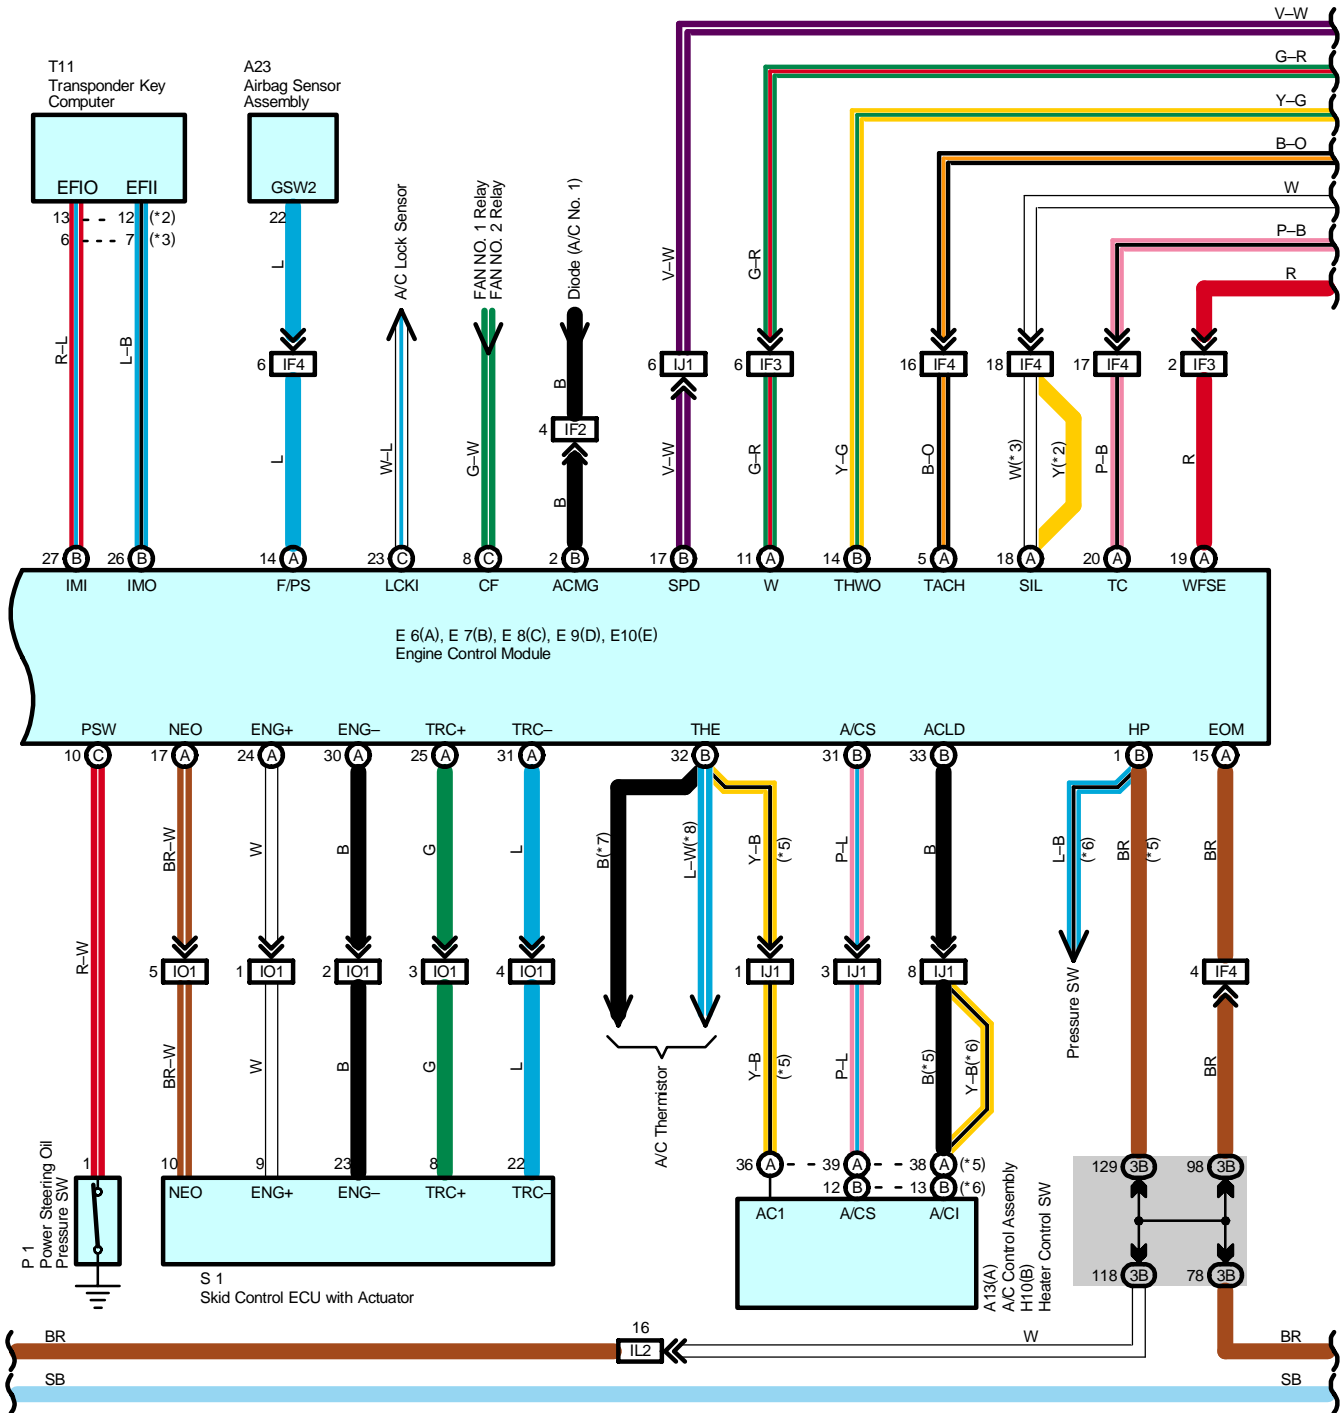 V–W
G–R
Y–G
B–O
W
P–B
R
T11
Transponder Key
Computer
A23
Airbag Sensor
Assembly
EFIO EFII
GSW2
13 12 (*2)
6 7 (*3)
22
R–L
L–B
L
A/C Lock Sensor
FAN NO. 1 Relay
FAN NO. 2 Relay
Diode (A/C No. 1)
V–W
G–R
6 IF4
B
4 IF2
6 IJ1
6 IF3
16 IF4
18 IF4
17 IF4
2 IF3
L
W–L
G–W
B
V–W
G–R
Y–G
B–O
W(*3)
Y(*2)
P–B
R
27 B 26 B 14 A 23 C 8 C 2 B 17 B 11 A 14 B 5 A 18 A 20 A 19 A
IMI IMO F/PS LCKI CF ACMG SPD W THWO TACH SIL TC WFSE
E 6(A), E 7(B), E 8(C), E 9(D), E10(E)
Engine Control Module
PSW NEO ENG+ ENG– TRC+ TRC– THE A/CS ACLD HP EOM
10 C 17 A 24 A 30 A 25 A 31 A 32 B 31 B 33 B 1 B 15 A
R–W
BR–W
W
B
G
L
B(*7)
L–W(*8)
Y–B
(*5)
P–L
B
L–B
(*6)
BR
(*5)
BR
5 IO1
1 IO1
2 IO1
3 IO1
4 IO1
1 IJ1
3 IJ1
8 IJ1
4 IF4
BR–W
W
B
G
L
A/C Thermistor
Y–B
(*5)
P–L
B(*5)
Y–B(*6)
Pressure SW
BR
1 10 9 23 8 22
36 A 39 A 38 A (*5)
12 B 13 B (*6)
129 3B 98 3B
NEO ENG+ ENG– TRC+ TRC–
AC1 A/CS A/CI
P 1
Power Steering Oil
Pressure SW
S 1
Skid Control ECU with Actuator
A13(A)
A/C Control Assembly
H10(B)
Heater Control SW
118 3B 78 3B
BR
16
IL2
W
BR
SB
SB